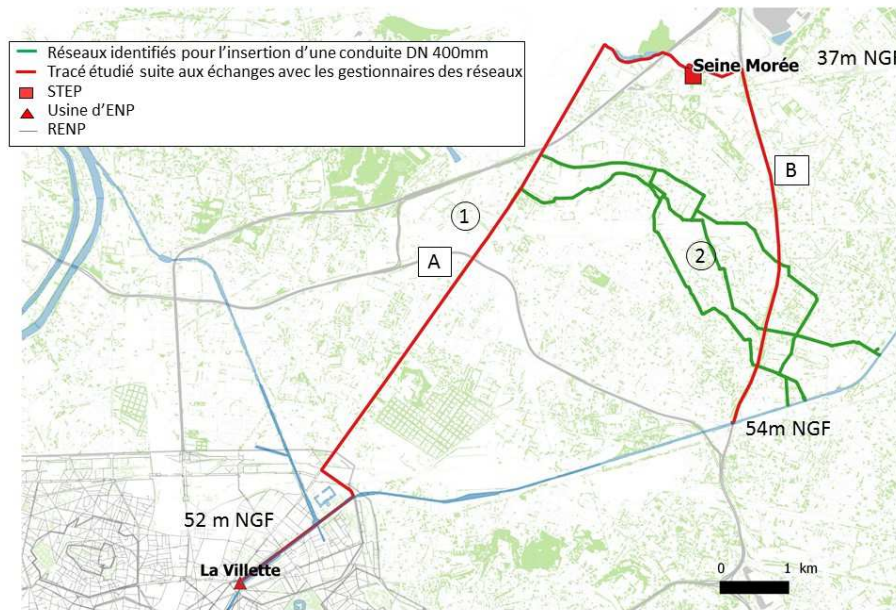 Réseaux identifiés pour l'insertion d'une conduite DN 400mm
Tracé étudié suite aux échanges avec les gestionnaires des réseaux
STEP
Usine d'ENP
RENP
Seine Morée
37m NGF
B
1
A
2
54m NGF
52 m NGF
La Villette
0 1 km